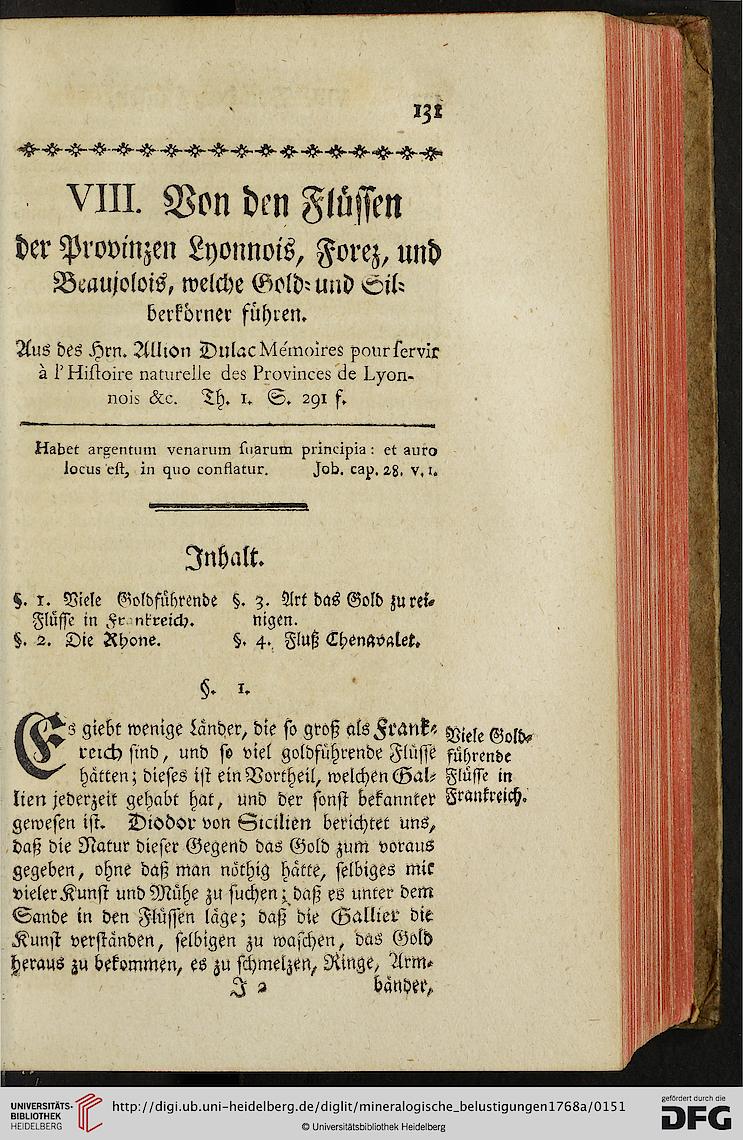 131
VIII. Von den Flüssen
der Provinzen Lyonnois, Forez, und
Beaujolois, welche Gold- und Sil-
berkörner führen.
Aus des Hrn. Allion Dulac Mémoires pour servir
à l'Histoire naturelle des Provinces de Lyon-
nois &c. Th. 1. S. 291 f.
Habet argentum venarum suarum principia: et auro
locus est, in quo conflatur. Job. cap. 28. v. 1.
Inhalt.
§. 1. Viele Goldführende
Flüsse in Frankreich.
§. 2. Die Rhone.
§. 3. Art das Gold zu rei-
nigen.
§. 4. Fluß Chenavalet.
§. 1.
Es giebt wenige Länder, die so groß als Frank-
reich sind, und so viel goldführende Flüsse
hätten; dieses ist ein Vortheil, welchen Gal-
lien jederzeit gehabt hat, und der sonst bekannter
gewesen ist. Diodor von Sicilien berichtet uns,
daß die Natur dieser Gegend das Gold zum voraus
gegeben, ohne daß man nöthig hätte, selbiges mit
vieler Kunst und Mühe zu suchen; daß es unter dem
Sande in den Flüssen läge; daß die Gallier die
Kunst verständen, selbigen zu waschen, das Gold
heraus zu bekommen, es zu schmelzen, Ringe, Arm-
J 2 bänder,
Viele Gold-
führende
Flüsse in
Frankreich.
UNIVERSITÄTS-
BIBLIOTHEK
HEIDELBERG
http://digi.ub.uni-heidelberg.de/diglit/mineralogische_belustigungen1768a/0151
© Universitätsbibliothek Heidelberg
gefördert durch die
DFG